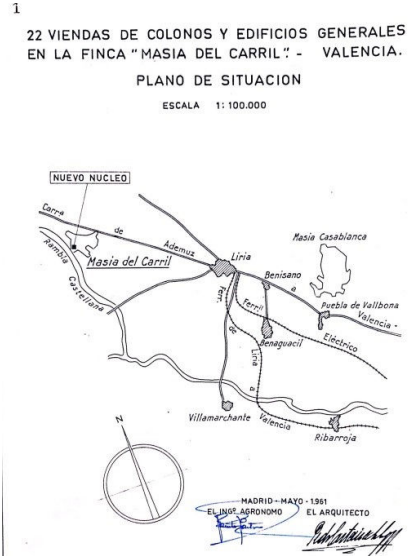 1
22 VIENDAS DE COLONOS Y EDIFICIOS GENERALES
EN LA FINCA "MASIA DEL CARRIL". - VALENCIA.
PLANO DE SITUACION
ESCALA 1: 100.000
NUEVO NUCLEO
Carrª de Ademuz
Rambla Castellana
Masia del Carril
Liria
Masia Casablanca
Benisano
a
Puebla de Vallbona
Valencia -
Ferril Eléctrico
Benaguacil
Ferr. de Liria a Valencia
Villamarchante
Ribarroja
N
MADRID - MAYO - 1.961
EL INGº AGRONOMO EL ARQUITECTO